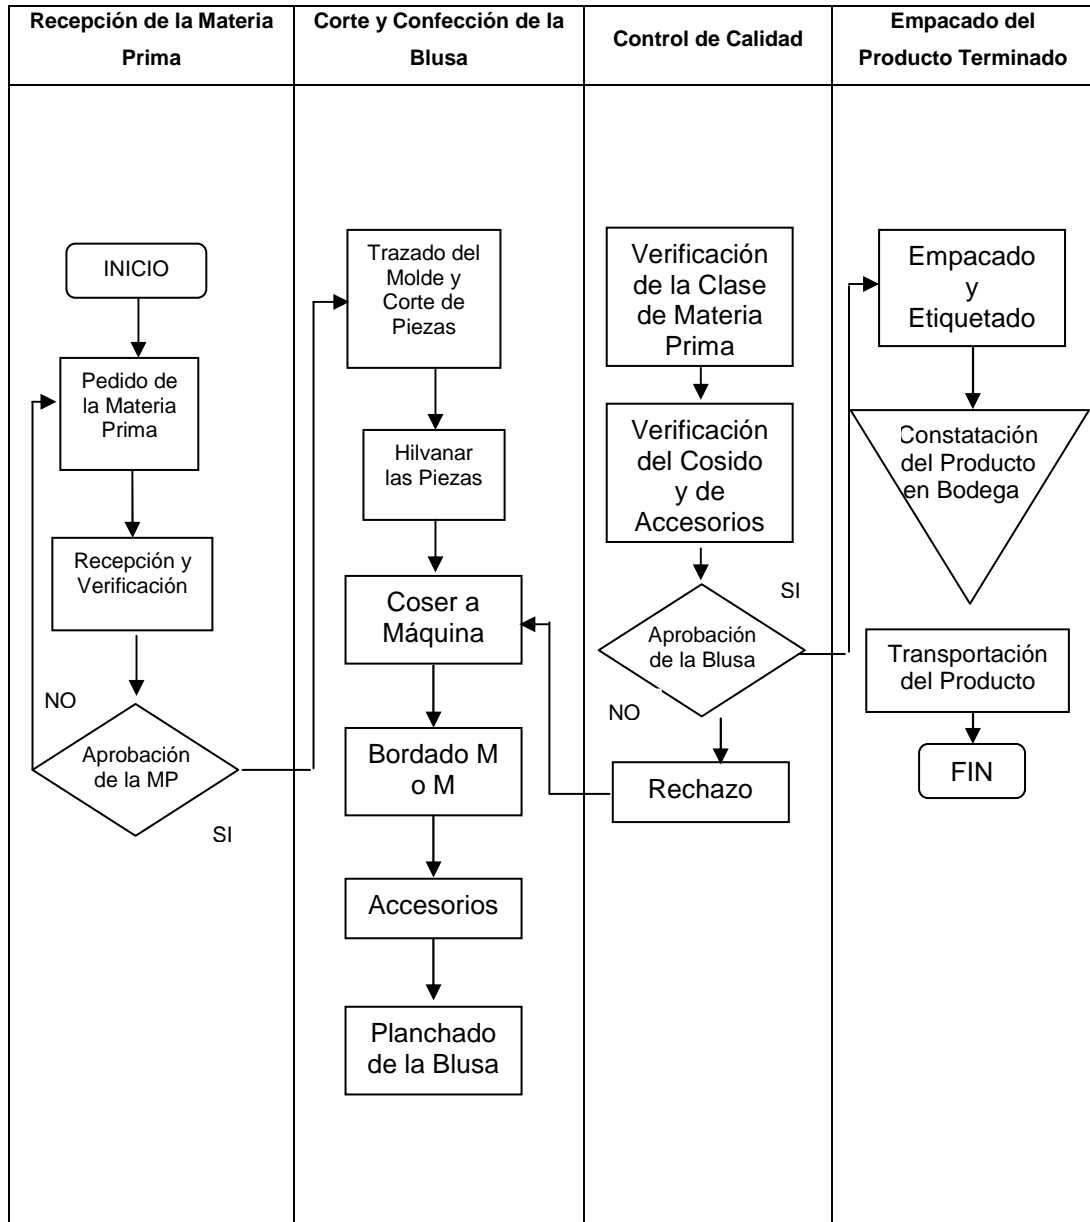 Recepción de la Materia
Prima
Corte y Confección de la
Blusa
Control de Calidad
Empacado del
Producto Terminado
INICIO
Pedido de
la Materia
Prima
Recepción y
Verificación
NO
Aprobación
de la MP
SI
Trazado del
Molde y
Corte de
Piezas
Hilvanar
las Piezas
Coser a
Máquina
Bordado M
o M
Accesorios
Planchado
de la Blusa
Verificación
de la Clase
de Materia
Prima
Verificación
del Cosido
y de
Accesorios
SI
Aprobación
de la Blusa
NO
Rechazo
Empacado
y
Etiquetado
Constatación
del Producto
en Bodega
Transportación
del Producto
FIN